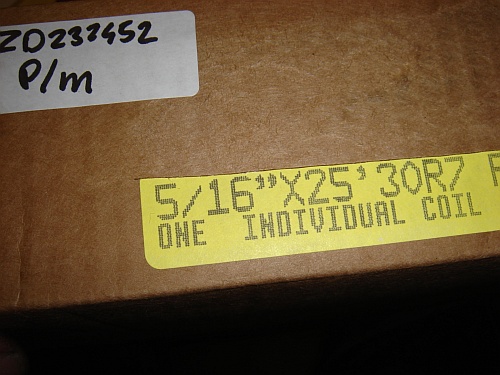 ZD232452
P/m
5/16"X25' 30R7
ONE INDIVIDUAL COIL